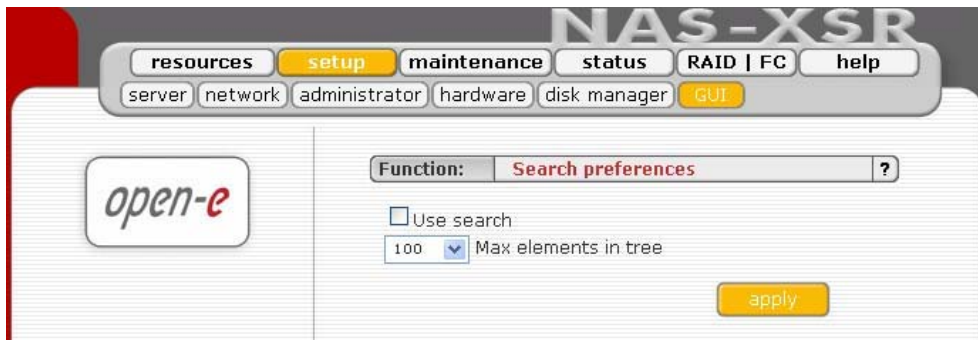 NAS-XSR
resources setup maintenance status RAID | FC help
server network administrator hardware disk manager GUI
open-e
Function: Search preferences ?
Use search
100 Max elements in tree
apply